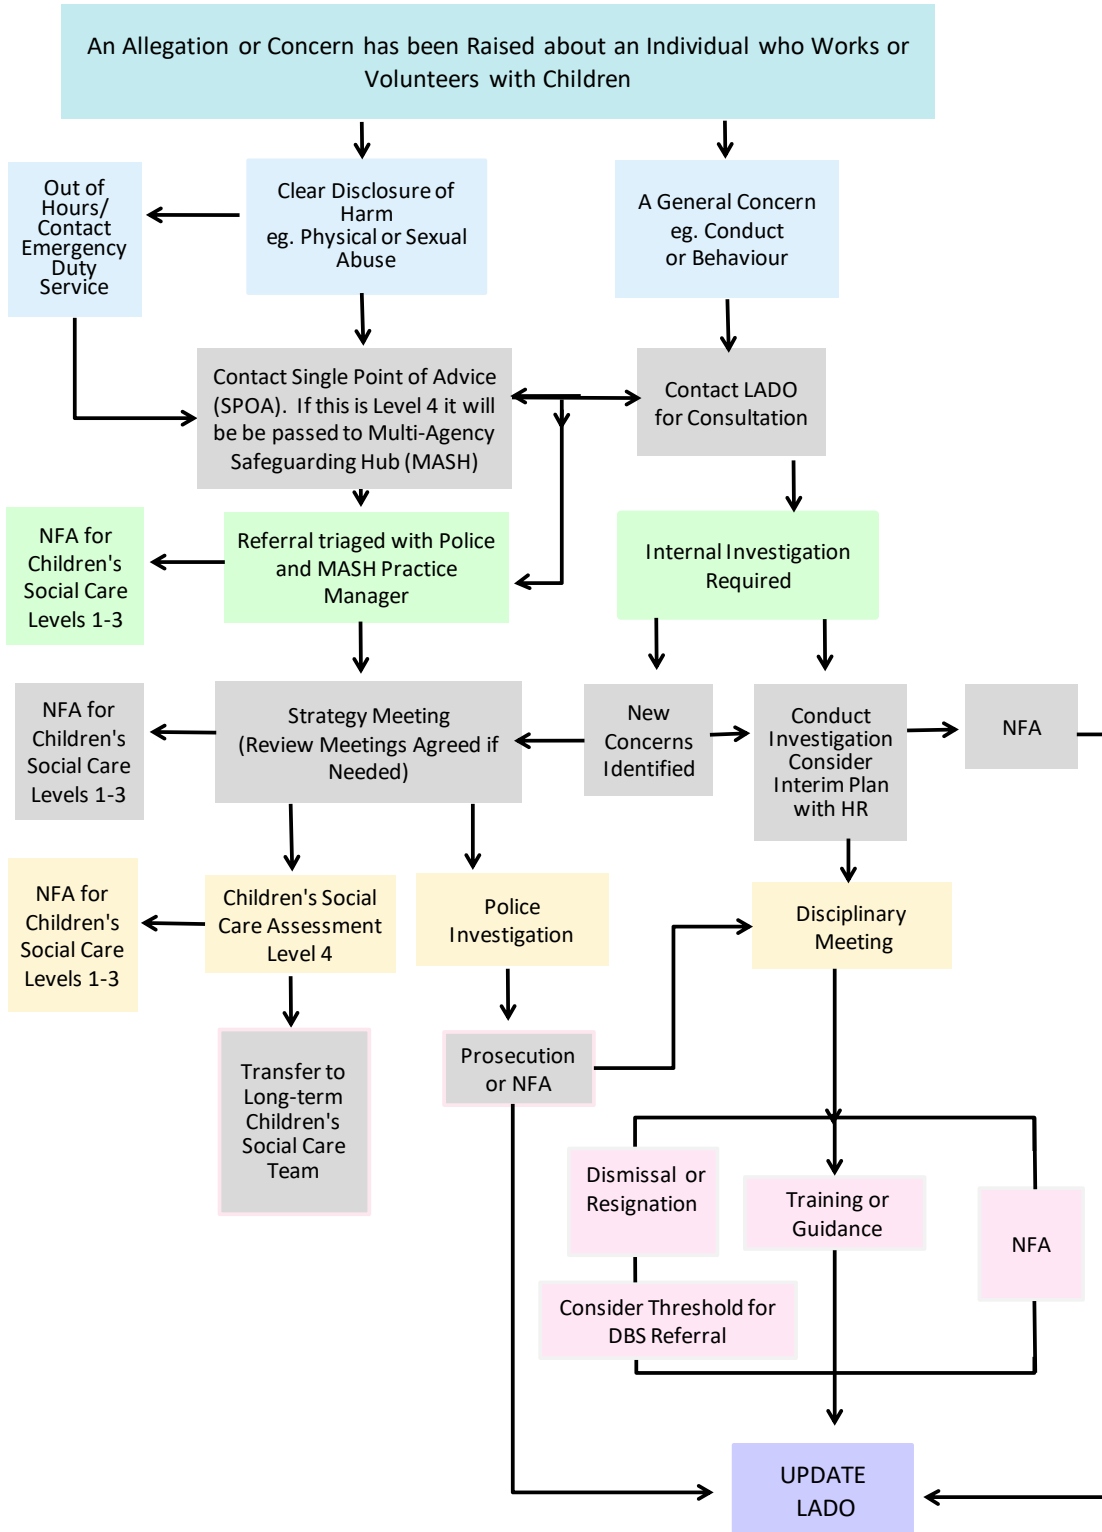 An Allegation or Concern has been Raised about an Individual who Works or
Volunteers with Children
Out of
Hours/
Contact
Emergency
Duty
Service
Clear Disclosure of
Harm
eg. Physical or Sexual
Abuse
A General Concern
eg. Conduct
or Behaviour
Contact Single Point of Advice
(SPOA). If this is Level 4 it will
be be passed to Multi-Agency
Safeguarding Hub (MASH)
Contact LADO
for Consultation
NFA for
Children's
Social Care
Levels 1-3
Referral triaged with Police
and MASH Practice
Manager
Internal Investigation
Required
NFA for
Children's
Social Care
Levels 1-3
Strategy Meeting
(Review Meetings Agreed if
Needed)
New
Concerns
Identified
Conduct
Investigation
Consider
Interim Plan
with HR
NFA
NFA for
Children's
Social Care
Levels 1-3
Children's Social
Care Assessment
Level 4
Police
Investigation
Disciplinary
Meeting
Transfer to
Long-term
Children's
Social Care
Team
Prosecution
or NFA
Dismissal or
Resignation
Training or
Guidance
NFA
Consider Threshold for
DBS Referral
UPDATE
LADO